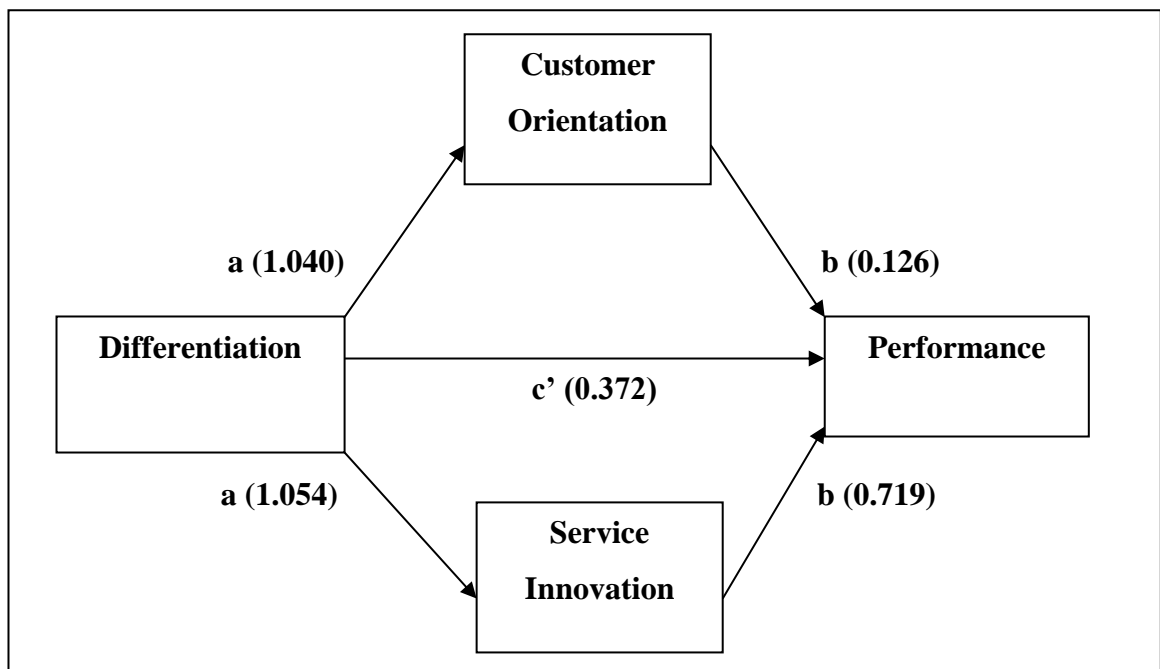 Customer
Orientation
a (1.040)
b (0.126)
Differentiation
Performance
c’ (0.372)
a (1.054)
b (0.719)
Service
Innovation